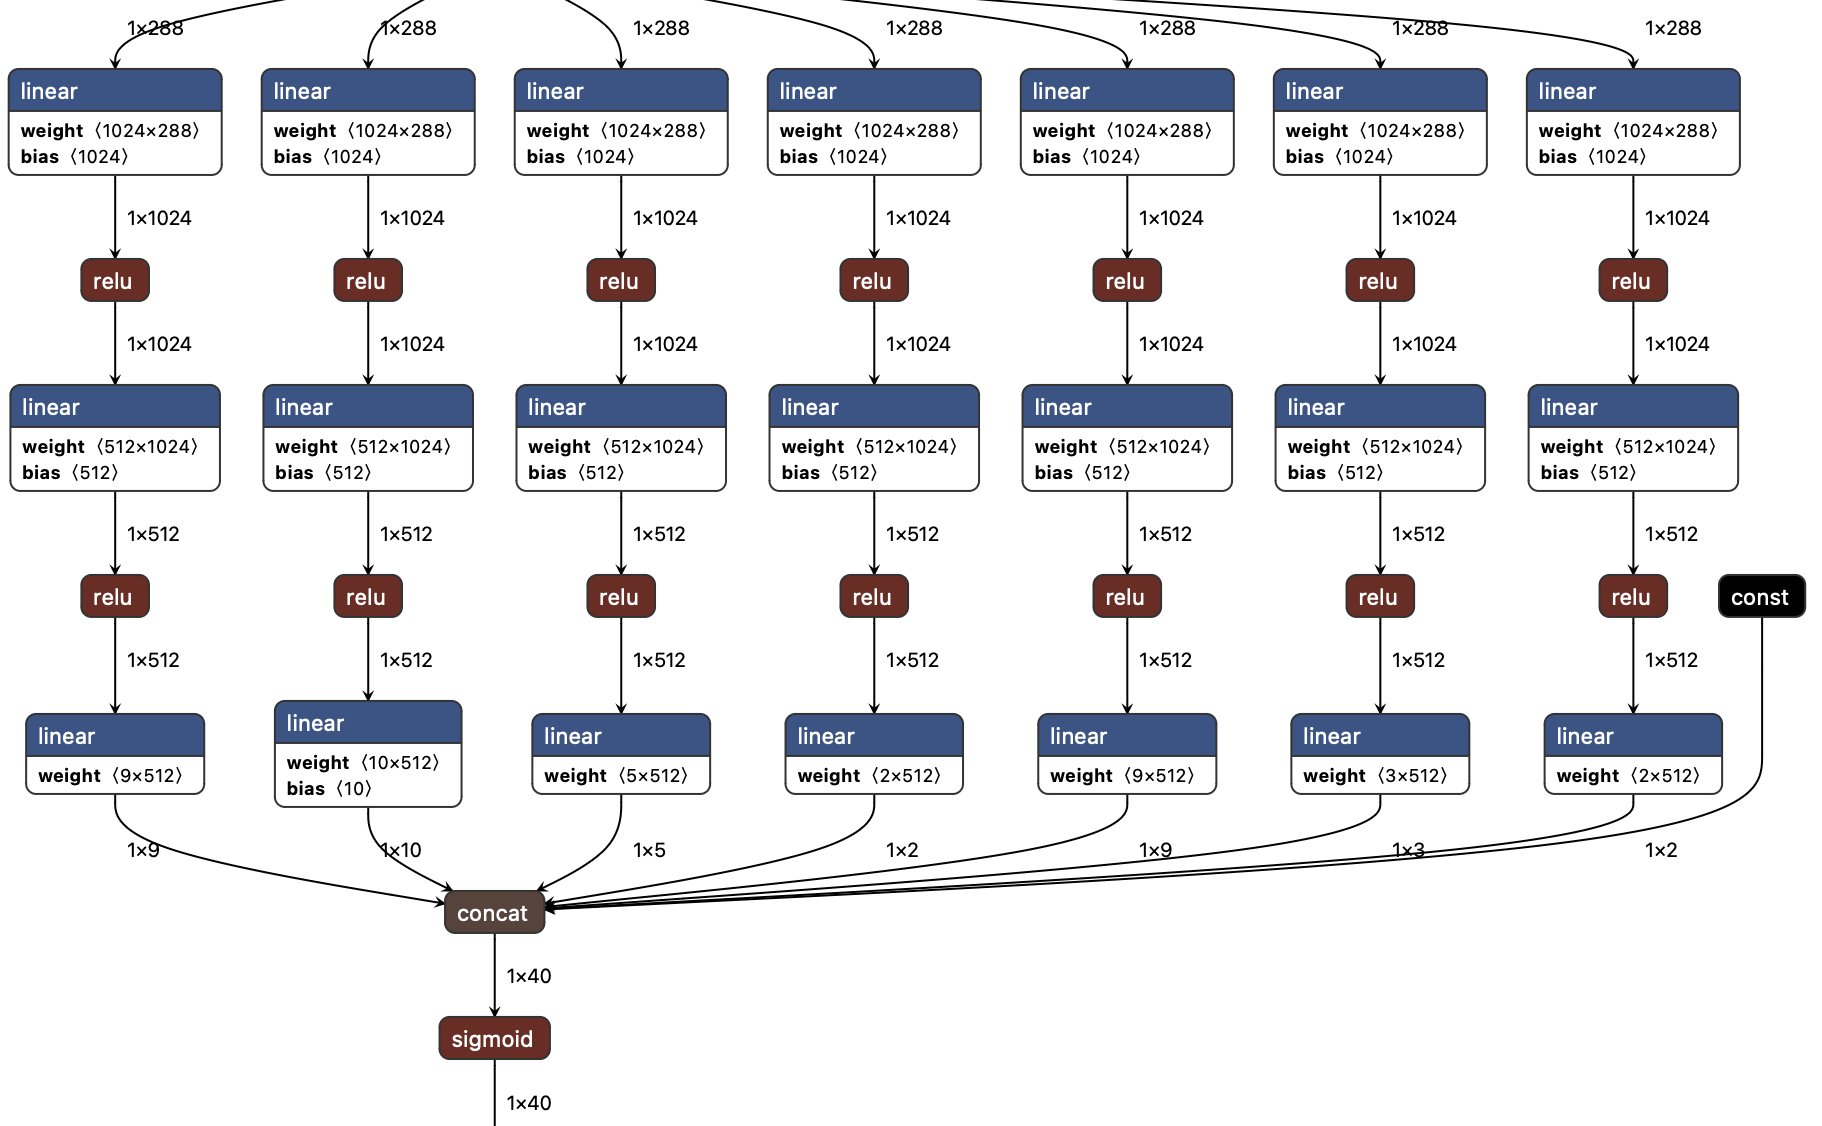 1×288 1×288 1×288 1×288 1×288 1×288 1×288
linear linear linear linear linear linear linear
weight ⟨1024×288⟩ weight ⟨1024×288⟩ weight ⟨1024×288⟩ weight ⟨1024×288⟩ weight ⟨1024×288⟩ weight ⟨1024×288⟩ weight ⟨1024×288⟩
bias ⟨1024⟩ bias ⟨1024⟩ bias ⟨1024⟩ bias ⟨1024⟩ bias ⟨1024⟩ bias ⟨1024⟩ bias ⟨1024⟩
1×1024 1×1024 1×1024 1×1024 1×1024 1×1024 1×1024
relu relu relu relu relu relu relu
1×1024 1×1024 1×1024 1×1024 1×1024 1×1024 1×1024
linear linear linear linear linear linear linear
weight ⟨512×1024⟩ weight ⟨512×1024⟩ weight ⟨512×1024⟩ weight ⟨512×1024⟩ weight ⟨512×1024⟩ weight ⟨512×1024⟩ weight ⟨512×1024⟩
bias ⟨512⟩ bias ⟨512⟩ bias ⟨512⟩ bias ⟨512⟩ bias ⟨512⟩ bias ⟨512⟩ bias ⟨512⟩
1×512 1×512 1×512 1×512 1×512 1×512 1×512
relu relu relu relu relu relu relu const
1×512 1×512 1×512 1×512 1×512 1×512 1×512
linear linear linear linear linear linear linear
weight ⟨9×512⟩ weight ⟨10×512⟩ weight ⟨5×512⟩ weight ⟨2×512⟩ weight ⟨9×512⟩ weight ⟨3×512⟩ weight ⟨2×512⟩
bias ⟨10⟩
1×9 1×10 1×5 1×2 1×9 1×3 1×2
concat
1×40
sigmoid
1×40